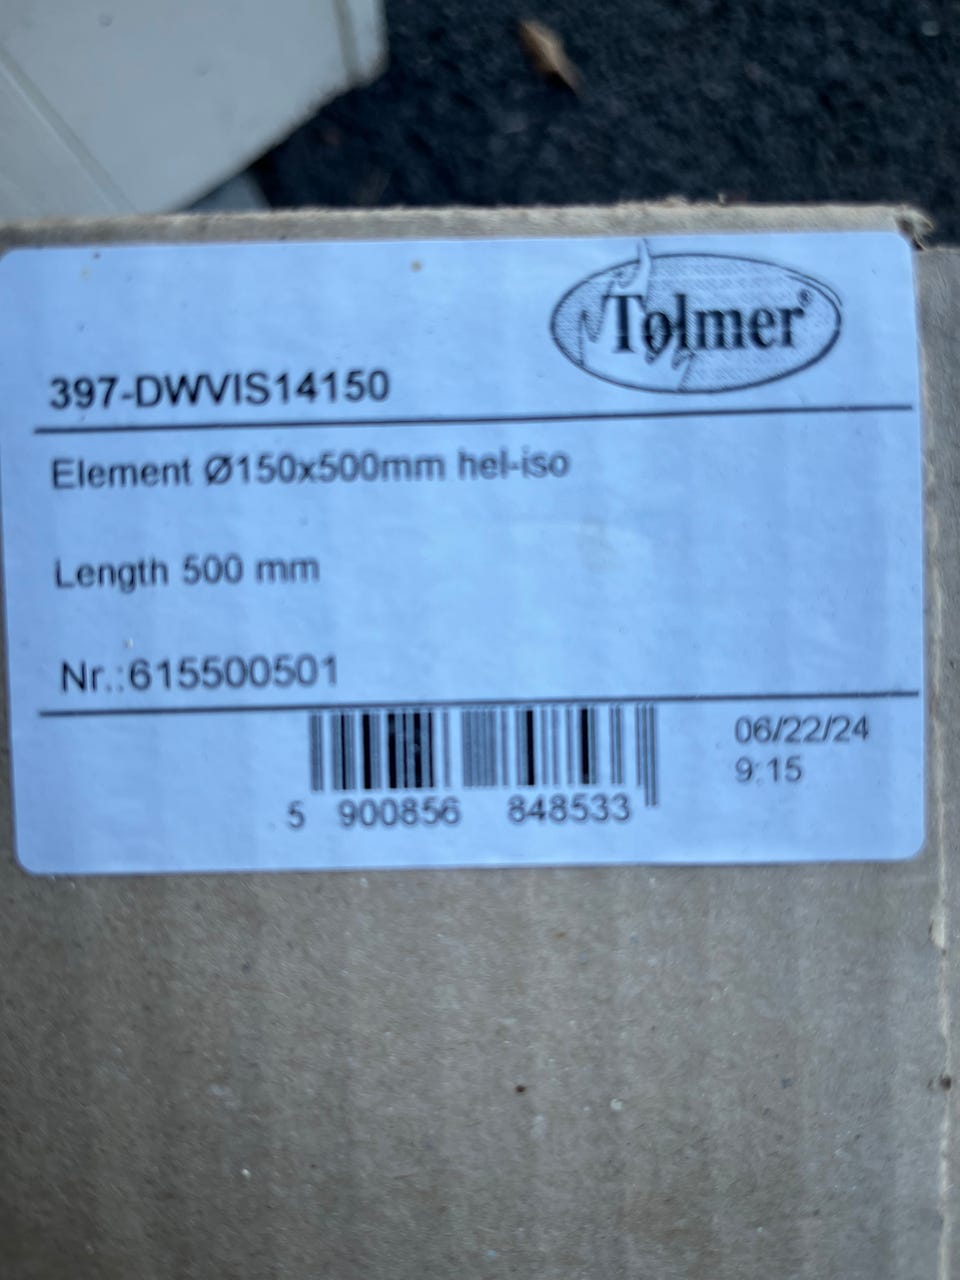 Tolmer®
397-DWVIS14150
Element Ø150x500mm hel-iso
Length 500 mm
Nr.:615500501
06/22/24
9:15
5 900856 848533